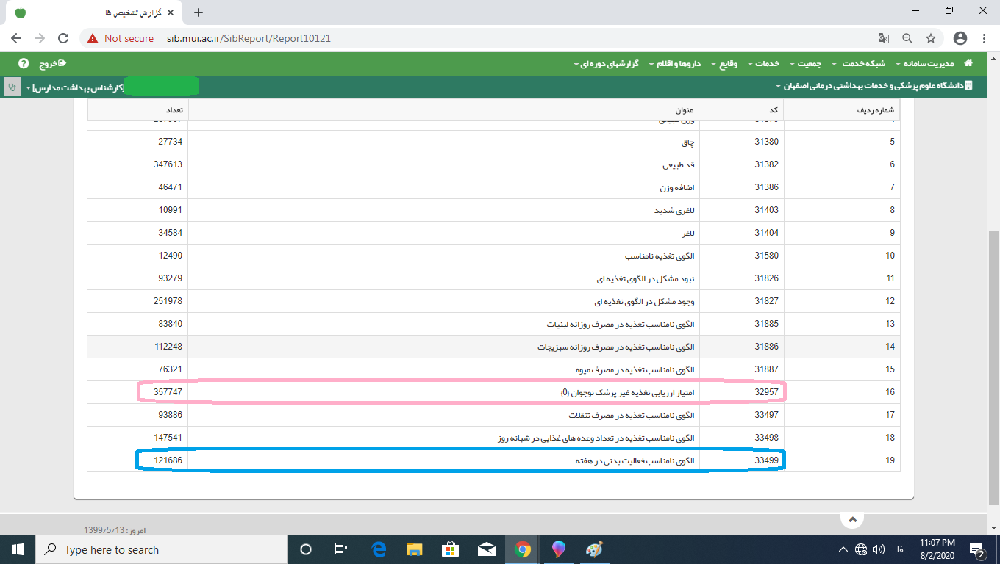 گزارش تشخیص ها
Not secure | sib.mui.ac.ir/SibReport/Report10121
مدیریت سامانه شبکه خدمت جمعیت خدمات وقایع داروها و اقلام گزارشهای دوره ای خروج ?
دانشگاه علوم پزشکی و خدمات بهداشتی درمانی اصفهان [کارشناس بهداشت مدارس]
شماره ردیف کد عنوان تعداد
5 31380 چاق 27734
6 31382 قد طبیعی 347613
7 31386 اضافه وزن 46471
8 31403 لاغری شدید 10991
9 31404 لاغر 34584
10 31580 الگوی تغذیه نامناسب 12490
11 31826 نبود مشکل در الگوی تغذیه ای 93279
12 31827 وجود مشکل در الگوی تغذیه ای 251978
13 31885 الگوی نامناسب تغذیه در مصرف روزانه لبنیات 83840
14 31886 الگوی نامناسب تغذیه در مصرف روزانه سبزیجات 112248
15 31887 الگوی نامناسب تغذیه در مصرف میوه 76321
16 32957 امتیاز ارزیابی تغذیه غیر پزشک نوجوان (0) 357747
17 33497 الگوی نامناسب تغذیه در مصرف تنقلات 93886
18 33498 الگوی نامناسب تغذیه در تعداد وعده های غذایی در شبانه روز 147541
19 33499 الگوی نامناسب فعالیت بدنی در هفته 121686
امروز: 1399/5/13
Type here to search
فا
11:07 PM
8/2/2020
2